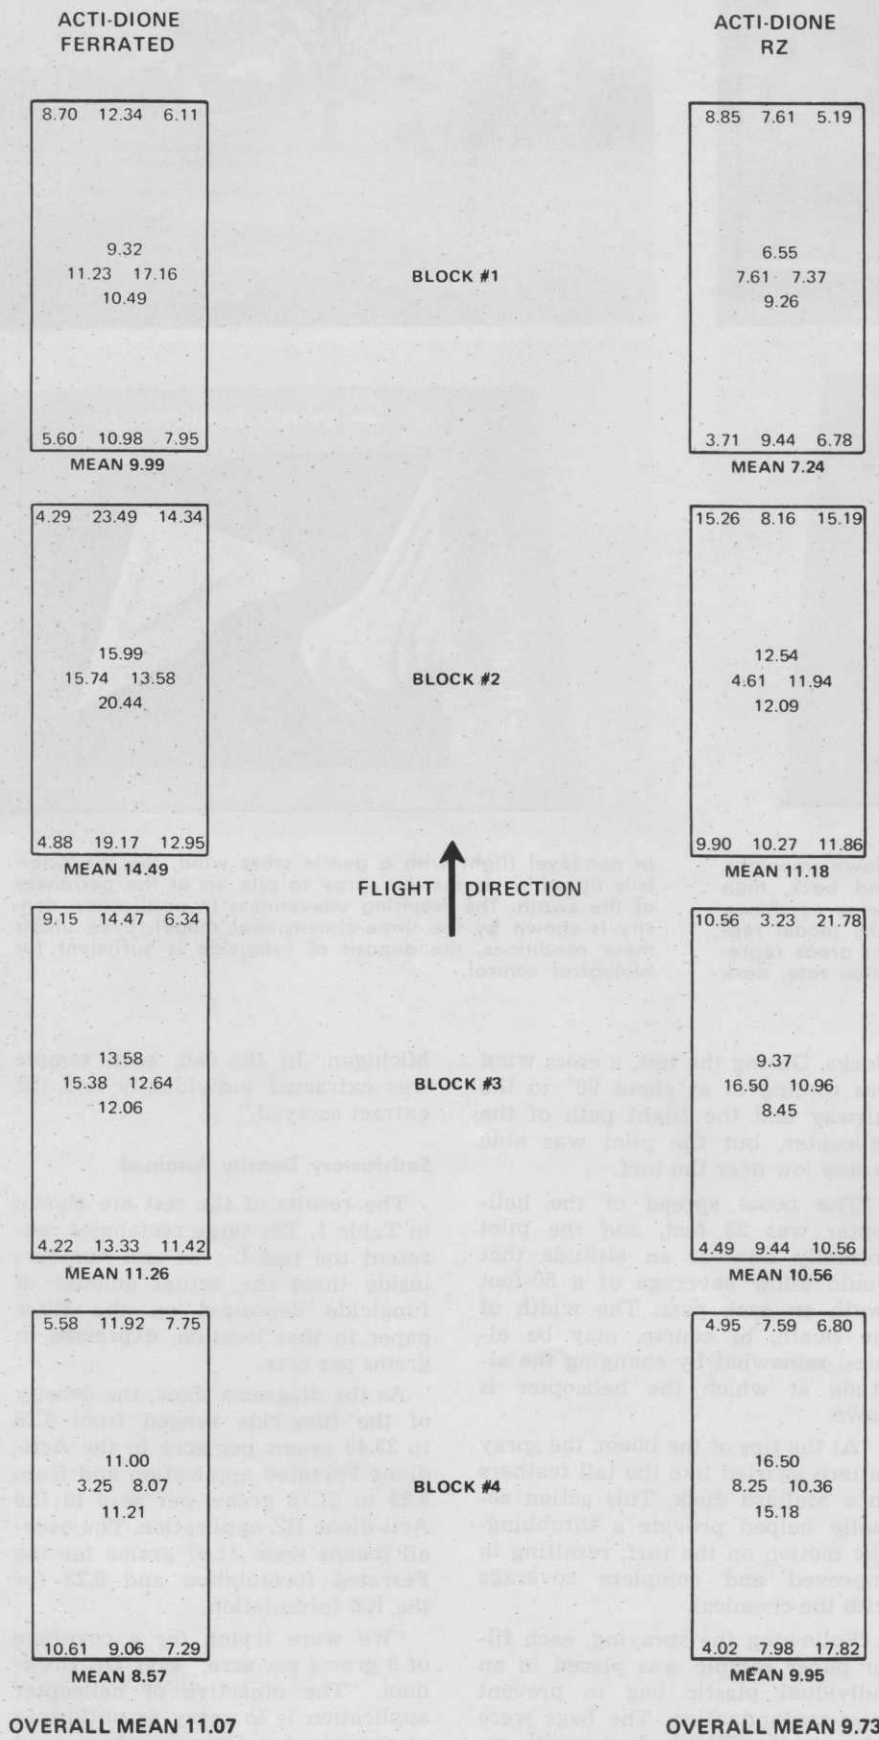 ACTI-DIONE
FERRATED
ACTI-DIONE
RZ
8.70 12.34 6.11
8.85 7.61 5.19
9.32
11.23 17.16
10.49
BLOCK #1
6.55
7.61 7.37
9.26
5.60 10.98 7.95
MEAN 9.99
3.71 9.44 6.78
MEAN 7.24
4.29 23.49 14.34
15.26 8.16 15.19
15.99
15.74 13.58
20.44
BLOCK #2
12.54
4.61 11.94
12.09
4.88 19.17 12.95
MEAN 14.49
9.90 10.27 11.86
MEAN 11.18
FLIGHT DIRECTION
9.15 14.47 6.34
10.56 3.23 21.78
13.58
15.38 12.64
12.06
BLOCK #3
9.37
16.50 10.96
8.45
4.22 13.33 11.42
MEAN 11.26
4.49 9.44 10.56
MEAN 10.56
5.58 11.92 7.75
4.95 7.59 6.80
11.00
3.25 8.07
11.21
BLOCK #4
16.50
8.25 10.36
15.18
10.61 9.06 7.29
MEAN 8.57
4.02 7.98 17.82
MEAN 9.95
OVERALL MEAN 11.07
OVERALL MEAN 9.73